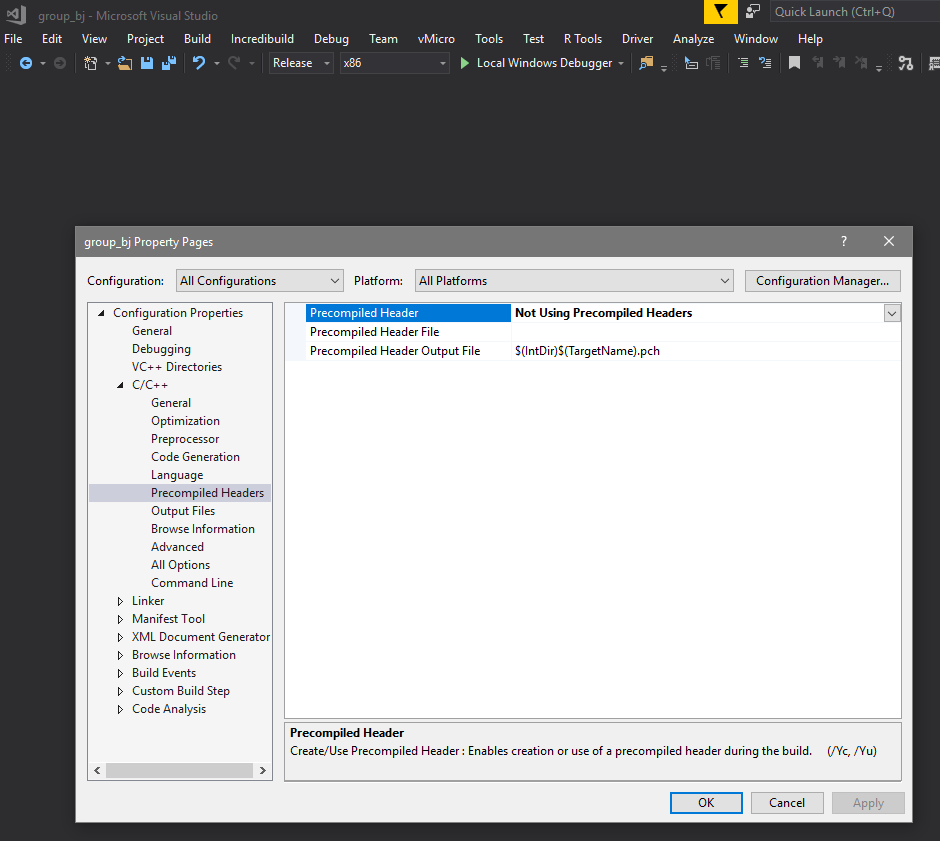 group_bj - Microsoft Visual Studio
Quick Launch (Ctrl+Q)
File Edit View Project Build Incredibuild Debug Team vMicro Tools Test R Tools Driver Analyze Window Help
Release x86 Local Windows Debugger
group_bj Property Pages ?
Configuration: All Configurations Platform: All Platforms Configuration Manager...
Configuration Properties
General
Debugging
VC++ Directories
C/C++
General
Optimization
Preprocessor
Code Generation
Language
Precompiled Headers
Output Files
Browse Information
Advanced
All Options
Command Line
Linker
Manifest Tool
XML Document Generator
Browse Information
Build Events
Custom Build Step
Code Analysis
Precompiled Header Not Using Precompiled Headers
Precompiled Header File
Precompiled Header Output File $(IntDir)$(TargetName).pch
Precompiled Header
Create/Use Precompiled Header : Enables creation or use of a precompiled header during the build. (/Yc, /Yu)
OK Cancel Apply